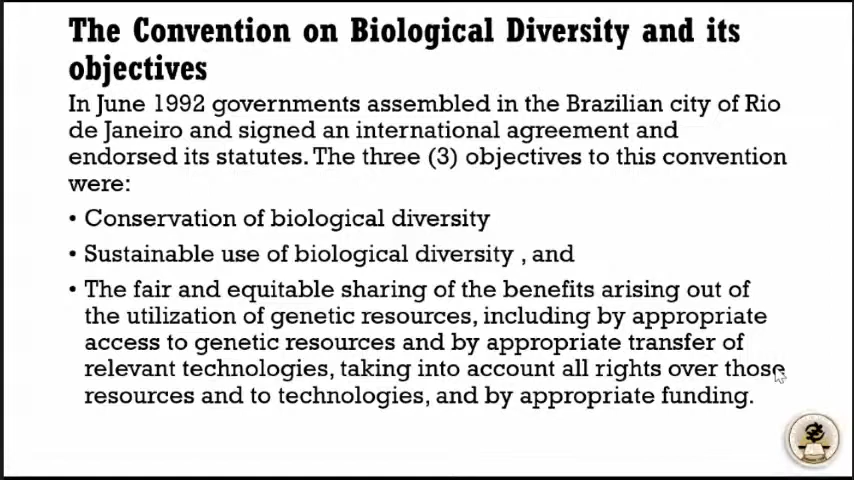 The Convention on Biological Diversity and its
objectives
In June 1992 governments assembled in the Brazilian city of Rio
de Janeiro and signed an international agreement and
endorsed its statutes. The three (3) objectives to this convention
were:
• Conservation of biological diversity
• Sustainable use of biological diversity , and
• The fair and equitable sharing of the benefits arising out of
the utilization of genetic resources, including by appropriate
access to genetic resources and by appropriate transfer of
relevant technologies, taking into account all rights over those
resources and to technologies, and by appropriate funding.